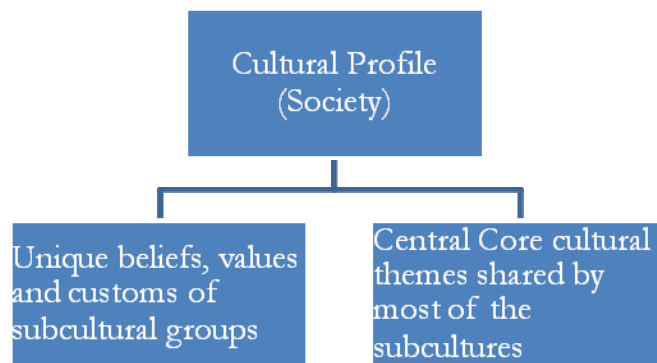 Cultural Profile
(Society)
Unique beliefs, values
and customs of
subcultural groups
Central Core cultural
themes shared by
most of the
subcultures